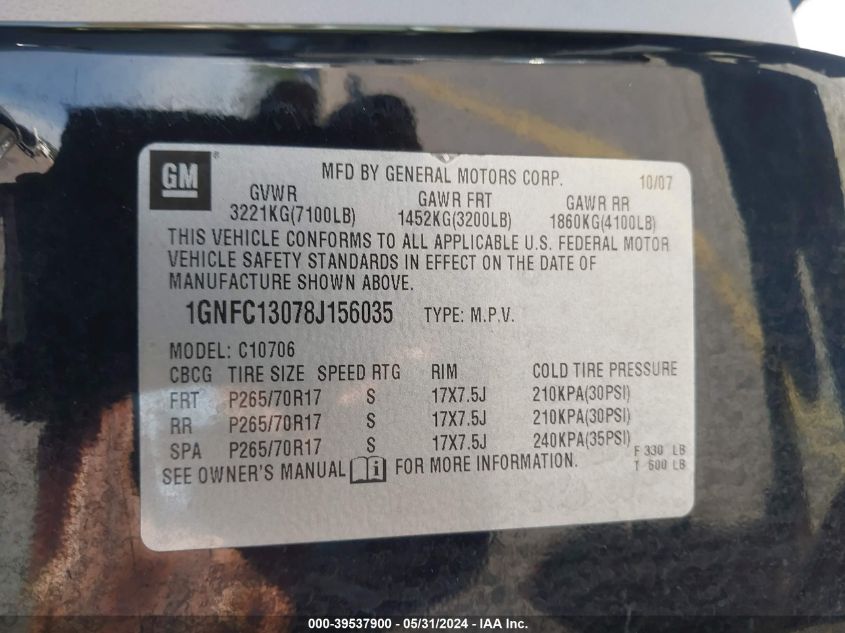 GM ® MFD BY GENERAL MOTORS CORP. 10/07
GVWR GAWR FRT GAWR RR
3221KG(7100LB) 1452KG(3200LB) 1860KG(4100LB)
THIS VEHICLE CONFORMS TO ALL APPLICABLE U.S. FEDERAL MOTOR
VEHICLE SAFETY STANDARDS IN EFFECT ON THE DATE OF
MANUFACTURE SHOWN ABOVE.
1GNFC13078J156035 TYPE: M.P.V.
MODEL: C10706
CBCG TIRE SIZE SPEED RTG RIM COLD TIRE PRESSURE
FRT P265/70R17 S 17X7.5J 210KPA(30PSI)
RR P265/70R17 S 17X7.5J 210KPA(30PSI)
SPA P265/70R17 S 17X7.5J 240KPA(35PSI)
F 330 LB
SEE OWNER'S MANUAL i FOR MORE INFORMATION. T 600 LB
000-39537900 - 05/31/2024 - IAA Inc.